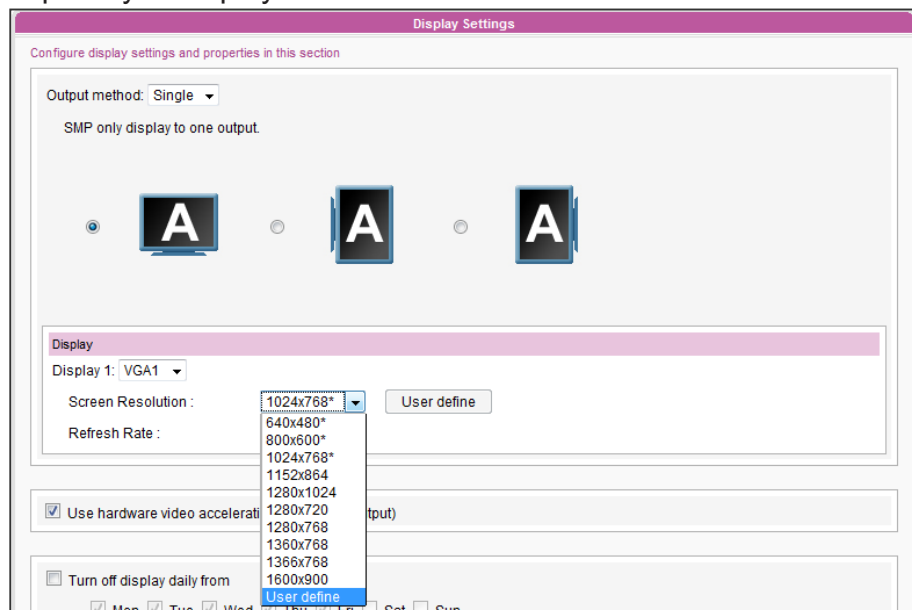 Display Settings
Configure display settings and properties in this section
Output method: Single
SMP only display to one output.
A A A
Display
Display 1: VGA1
Screen Resolution : 1024x768* User define
Refresh Rate :
640x480*
800x600*
1024x768*
1152x864
1280x1024
1280x720
1280x768
1360x768
1366x768
1600x900
User define
Use hardware video accelerati tput)
Turn off display daily from
Mon Tue Wed Thu Fri Sat Sun